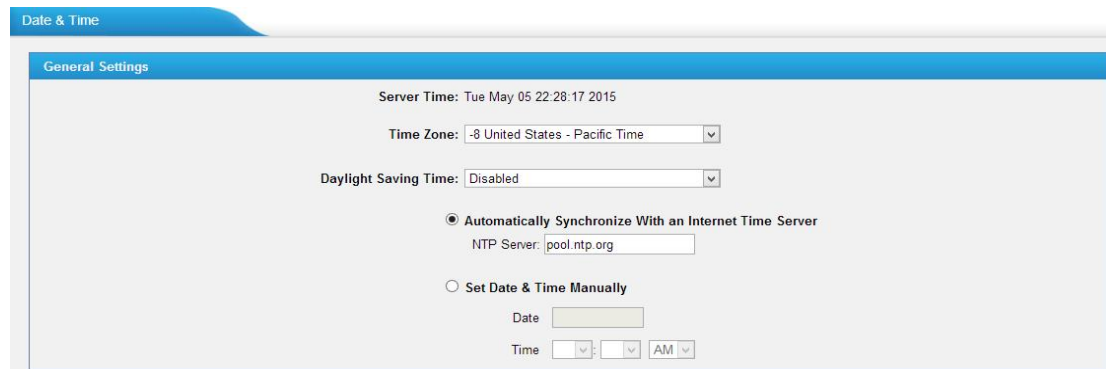 Date & Time
General Settings
Server Time: Tue May 05 22:28:17 2015
Time Zone: -8 United States - Pacific Time
Daylight Saving Time: Disabled
Automatically Synchronize With an Internet Time Server
NTP Server: pool.ntp.org
Set Date & Time Manually
Date
Time : AM